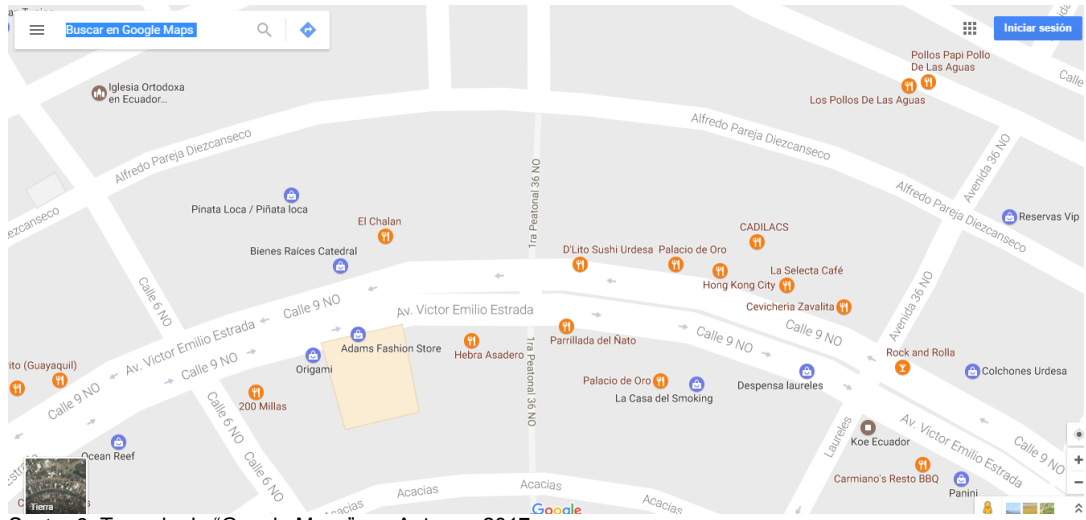 Buscar en Google Maps
Iniciar sesión
Pollos Papi Pollo
De Las Aguas
Calle
Los Pollos De Las Aguas
Iglesia Ortodoxa
en Ecuador...
Alfredo Pareja Diezcanseco
Alfredo Pareja Diezcanseco
Avenida 36 NO
1ra Peatonal 36 NO
Pinata Loca / Piñata loca
Alfredo Pareja Diezcanseco
Reservas Vip
ezcanseco
El Chalan
CADILACS
Bienes Raíces Catedral
D'Lito Sushi Urdesa
Palacio de Oro
La Selecta Café
Hong Kong City
Calle 6 NO
Calle 9 NO
Av. Victor Emilio Estrada
Cevicheria Zavalita
Avenida 36 NO
Av. Victor Emilio Estrada
Calle 9 NO
Calle 9 NO
Adams Fashion Store
Hebra Asadero
Parrillada del Ñato
1ra Peatonal 36 NO
Calle 9 NO
Rock and Rolla
rito (Guayaquil)
Origami
Colchones Urdesa
Palacio de Oro
La Casa del Smoking
Despensa laureles
200 Millas
Calle 9 NO
Calle 6 NO
Laureles
Koe Ecuador
Av. Victor Emilio Estrada
Calle 9 NO
Ocean Reef
Calle 6 NO
Carmiano's Resto BBQ
Panini
Acacias
Acacias
Acacias
Acacias
Tierra
Google